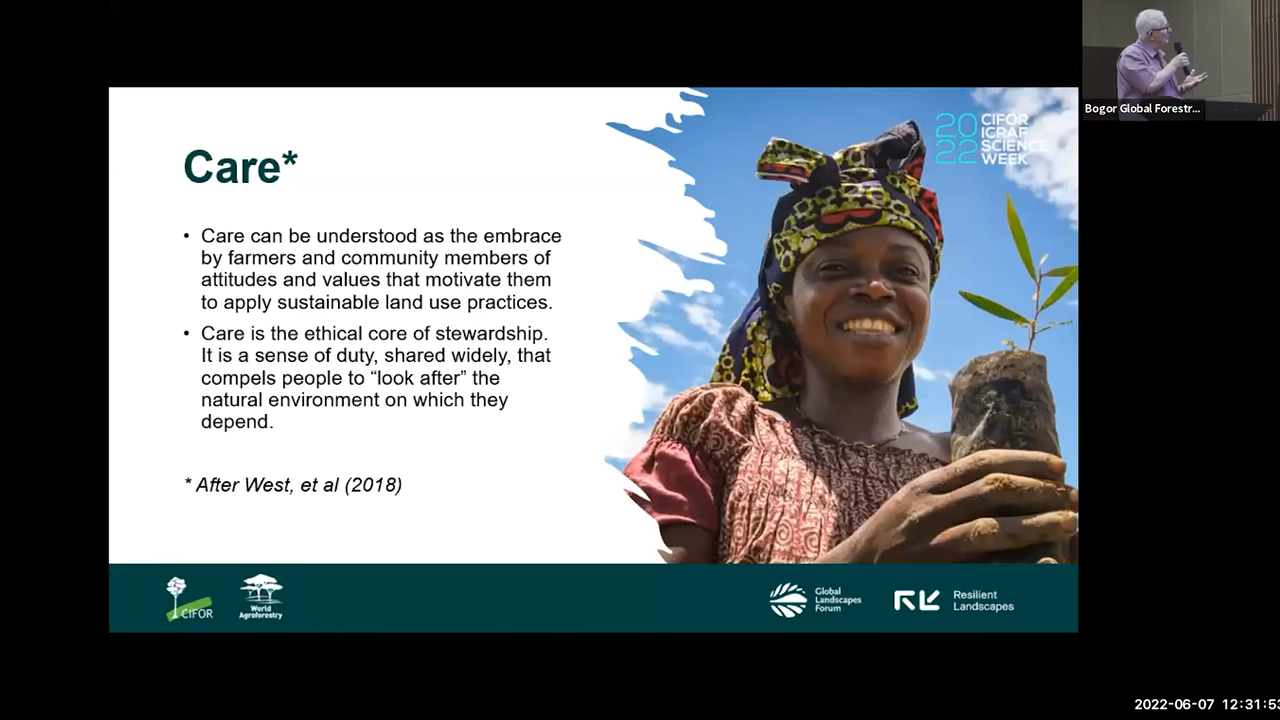 Care*
• Care can be understood as the embrace
by farmers and community members of
attitudes and values that motivate them
to apply sustainable land use practices.
• Care is the ethical core of stewardship.
It is a sense of duty, shared widely, that
compels people to “look after” the
natural environment on which they
depend.
* After West, et al (2018)
20
22
CIFOR
ICRAF
SCIENCE
WEEK
Bogor Global Forestr...
CIFOR
World
Agroforestry
Global
Landscapes
Forum
Resilient
Landscapes
2022-06-07 12:31:53